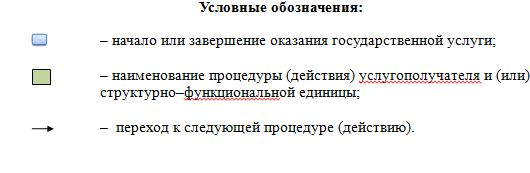 Условные обозначения:
– начало или завершение оказания государственной услуги;
– наименование процедуры (действия) услугополучателя и (или)
структурно–функциональной единицы;
– переход к следующей процедуре (действию).